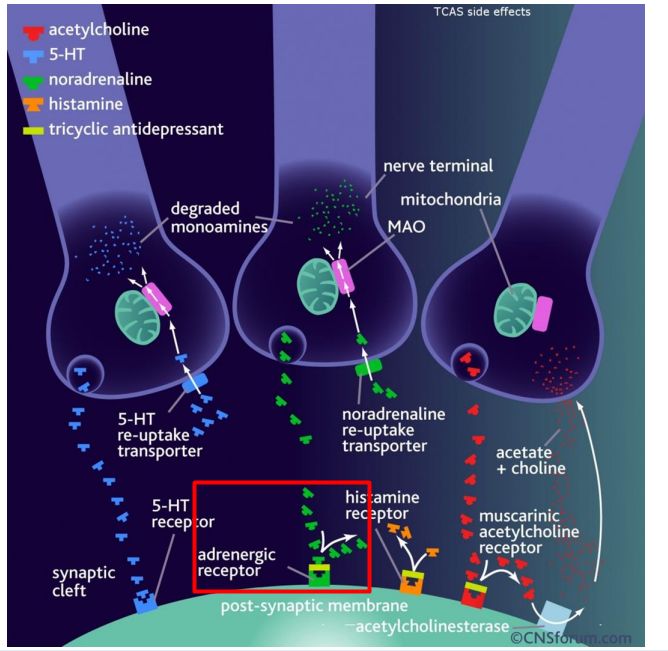 TCAS side effects
acetylcholine
5-HT
noradrenaline
histamine
tricyclic antidepressant
nerve terminal
degraded
monoamines
mitochondria
MAO
5-HT
re-uptake
transporter
noradrenaline
re-uptake
transporter
acetate
+ choline
5-HT
receptor
histamine
receptor
muscarinic
acetylcholine
receptor
adrenergic
receptor
synaptic
cleft
post-synaptic membrane
acetylcholinesterase
©CNSforum.com